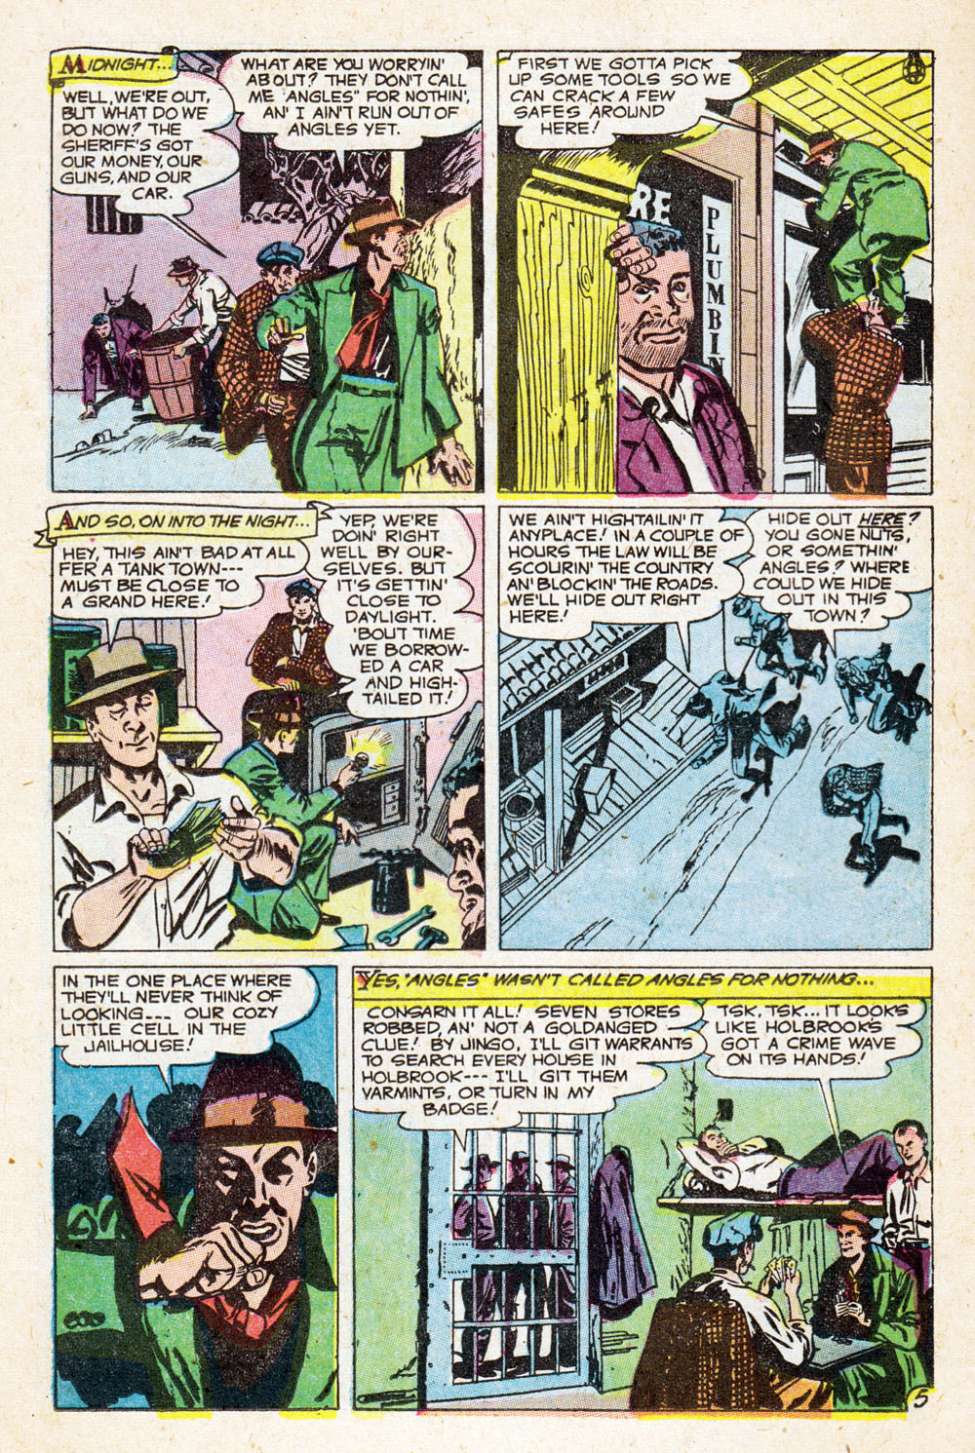 MIDNIGHT...
WELL, WE'RE OUT,
BUT WHAT DO WE
DO NOW? THE
SHERIFF'S GOT
OUR MONEY, OUR
GUNS, AND OUR
CAR.
WHAT ARE YOU WORRYIN'
ABOUT? THEY DON'T CALL
ME "ANGLES" FOR NOTHIN',
AN' I AIN'T RUN OUT OF
ANGLES YET.
FIRST WE GOTTA PICK
UP SOME TOOLS SO WE
CAN CRACK A FEW
SAFES AROUND
HERE!
RE
PLUMBIN
AND SO, ON INTO THE NIGHT...
HEY, THIS AIN'T BAD AT ALL
FER A TANK TOWN---
MUST BE CLOSE TO
A GRAND HERE!
YEP, WE'RE
DOIN' RIGHT
WELL BY OUR-
SELVES. BUT
IT'S GETTIN'
CLOSE TO
DAYLIGHT.
'BOUT TIME
WE BORROW-
ED A CAR
AND HIGH-
TAILED IT!
WE AIN'T HIGHTAILIN' IT
ANYPLACE! IN A COUPLE OF
HOURS THE LAW WILL BE
SCOURIN' THE COUNTRY
AN' BLOCKIN' THE ROADS.
WE'LL HIDE OUT RIGHT
HERE!
HIDE OUT HERE?
YOU GONE NUTS,
OR SOMETHIN'
ANGLES? WHERE
COULD WE HIDE
OUT IN THIS
TOWN?
IN THE ONE PLACE WHERE
THEY'LL NEVER THINK OF
LOOKING--- OUR COZY
LITTLE CELL IN THE
JAILHOUSE!
YES, "ANGLES" WASN'T CALLED ANGLES FOR NOTHING...
CONSARN IT ALL! SEVEN STORES
ROBBED, AN' NOT A GOLDANGED
CLUE! BY JINGO, I'LL GIT WARRANTS
TO SEARCH EVERY HOUSE IN
HOLBROOK--- I'LL GIT THEM
VARMINTS, OR TURN IN MY
BADGE!
TSK, TSK... IT LOOKS
LIKE HOLBROOK'S
GOT A CRIME WAVE
ON ITS HANDS!
5